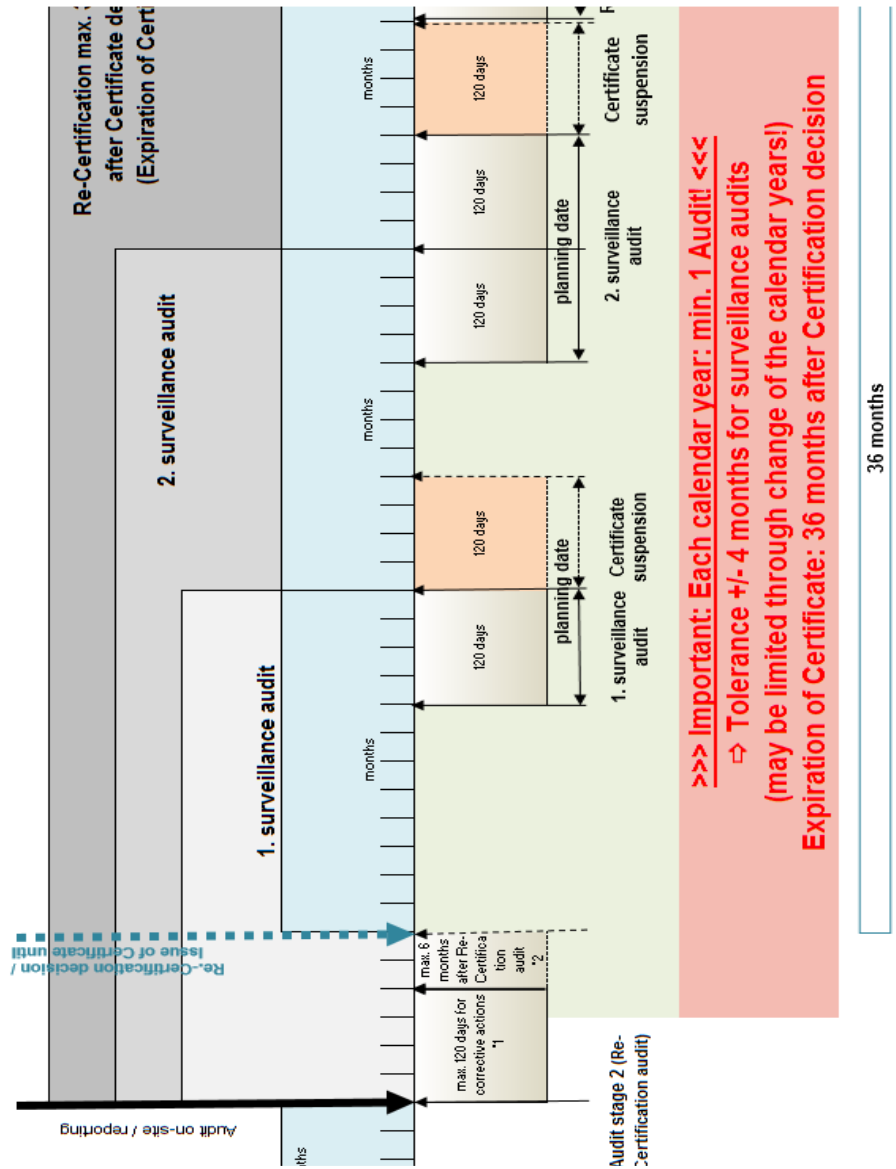 Re-Certification max.
after Certificate
(Expiration of
2. surveillance audit
1. surveillance audit
Re-.Certification decision /
Issue of Certificate until
Audit on-site / reporting
months
months
months
max. 120 days for
corrective actions
*1
max. 6
months
after Re-
Certifica
tion
audit
*2
120 days
120 days
120 days
120 days
120 days
planning date
planning date
Audit stage 2 (Re-
Certification audit)
1. surveillance
audit
Certificate
suspension
2. surveillance
audit
Certificate
suspension
>>> Important: Each calendar year: min. 1 Audit! <<<
⇨ Tolerance +/- 4 months for surveillance audits
(may be limited through change of the calendar years!)
Expiration of Certificate: 36 months after Certification decision
36 months